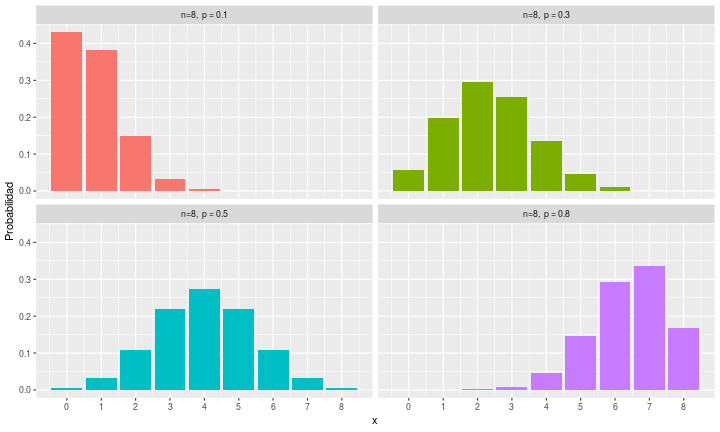 n=8, p = 0.1
n=8, p = 0.3
0.4
0.3
0.2
0.1
0.0
n=8, p = 0.5
n=8, p = 0.8
0.4
0.3
0.2
0.1
0.0
0 1 2 3 4 5 6 7 8
0 1 2 3 4 5 6 7 8
x
Probabilidad